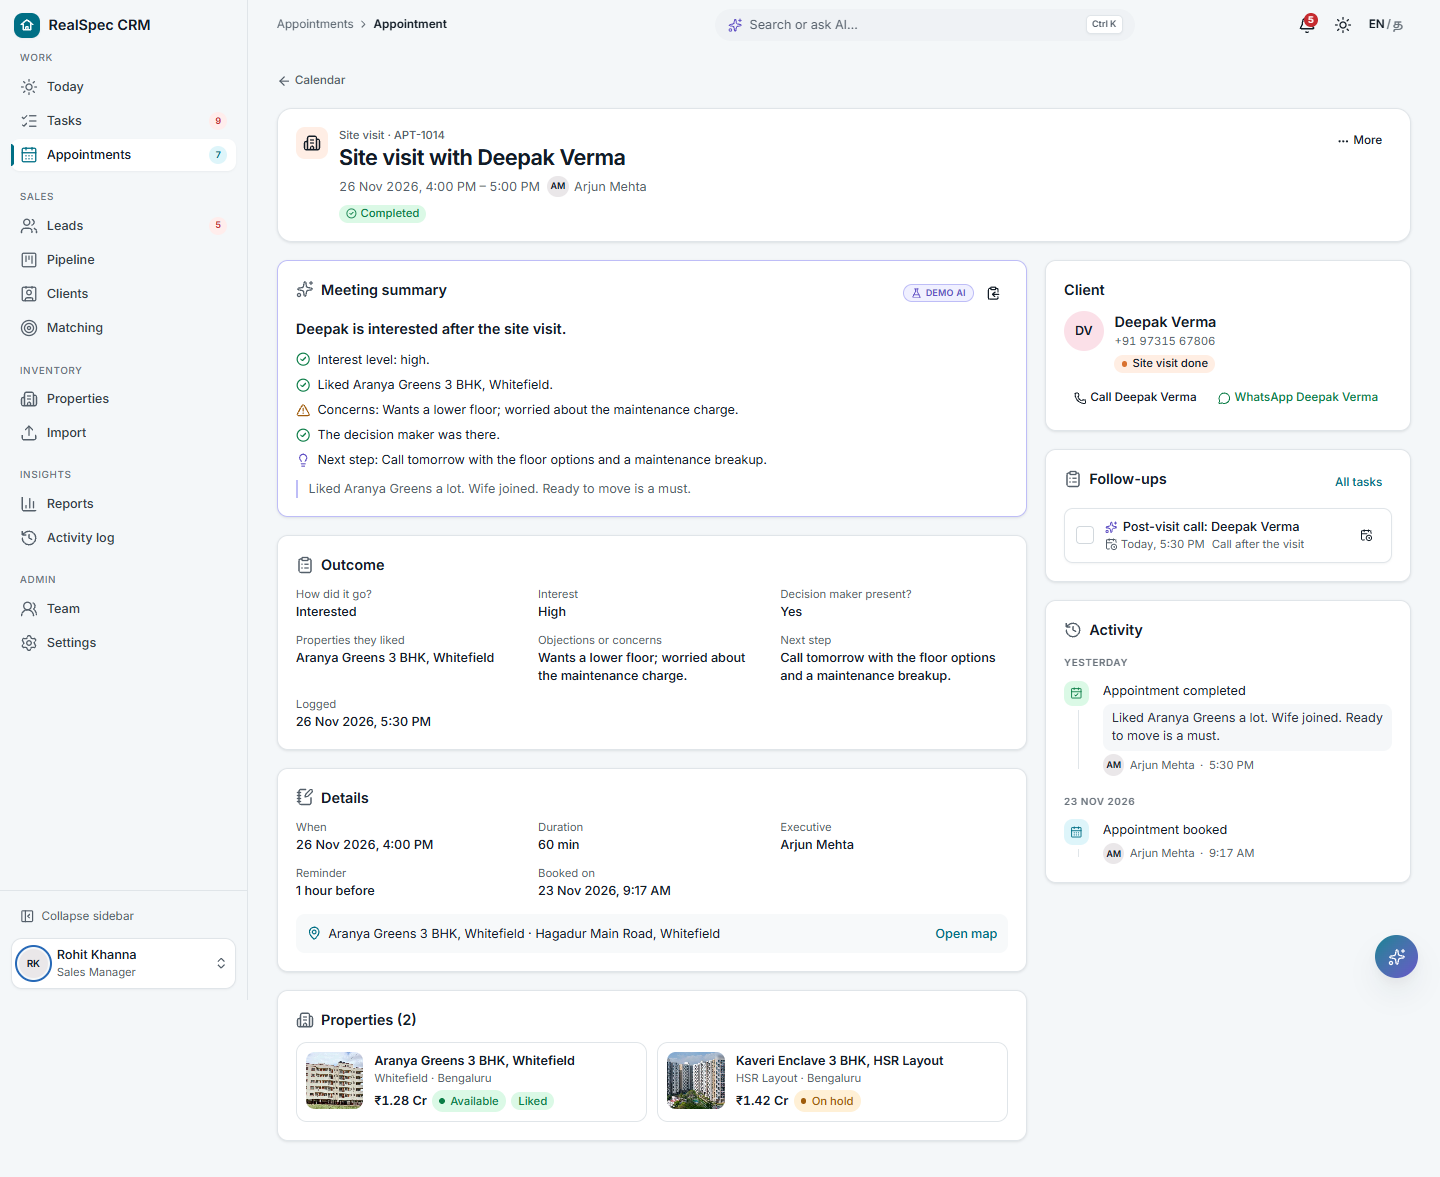 RealSpec CRM
WORK
Today
Tasks 9
Appointments 7
SALES
Leads 5
Pipeline
Clients
Matching
INVENTORY
Properties
Import
INSIGHTS
Reports
Activity log
ADMIN
Team
Settings
Collapse sidebar
RK Rohit Khanna
Sales Manager
Appointments > Appointment
Search or ask AI... Ctrl K
5
EN / த
Calendar
Site visit · APT-1014
Site visit with Deepak Verma
26 Nov 2026, 4:00 PM – 5:00 PM AM Arjun Mehta
Completed
More
Meeting summary DEMO AI
Deepak is interested after the site visit.
Interest level: high.
Liked Aranya Greens 3 BHK, Whitefield.
Concerns: Wants a lower floor; worried about the maintenance charge.
The decision maker was there.
Next step: Call tomorrow with the floor options and a maintenance breakup.
Liked Aranya Greens a lot. Wife joined. Ready to move is a must.
Outcome
How did it go? Interest Decision maker present?
Interested High Yes
Properties they liked Objections or concerns Next step
Aranya Greens 3 BHK, Whitefield Wants a lower floor; worried about Call tomorrow with the floor options
the maintenance charge. and a maintenance breakup.
Logged
26 Nov 2026, 5:30 PM
Details
When Duration Executive
26 Nov 2026, 4:00 PM 60 min Arjun Mehta
Reminder Booked on
1 hour before 23 Nov 2026, 9:17 AM
Aranya Greens 3 BHK, Whitefield · Hagadur Main Road, Whitefield Open map
Properties (2)
Aranya Greens 3 BHK, Whitefield
Whitefield · Bengaluru
₹1.28 Cr Available Liked
Kaveri Enclave 3 BHK, HSR Layout
HSR Layout · Bengaluru
₹1.42 Cr On hold
Client
DV Deepak Verma
+91 97315 67806
Site visit done
Call Deepak Verma WhatsApp Deepak Verma
Follow-ups All tasks
Post-visit call: Deepak Verma
Today, 5:30 PM Call after the visit
Activity
YESTERDAY
Appointment completed
Liked Aranya Greens a lot. Wife joined. Ready
to move is a must.
AM Arjun Mehta · 5:30 PM
23 NOV 2026
Appointment booked
AM Arjun Mehta · 9:17 AM